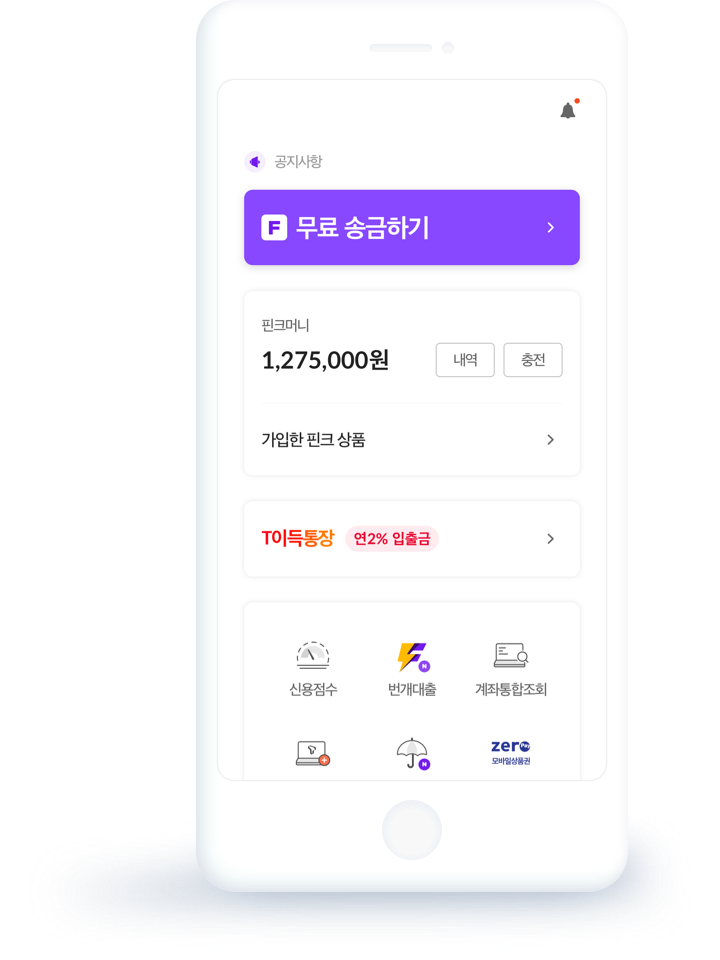 공지사항
F 무료 송금하기
핀크머니
1,275,000원
내역
충전
가입한 핀크 상품
T이득통장 연2% 입출금
신용점수
번개대출
계좌통합조회
N
N
zero Pay
모바일상품권